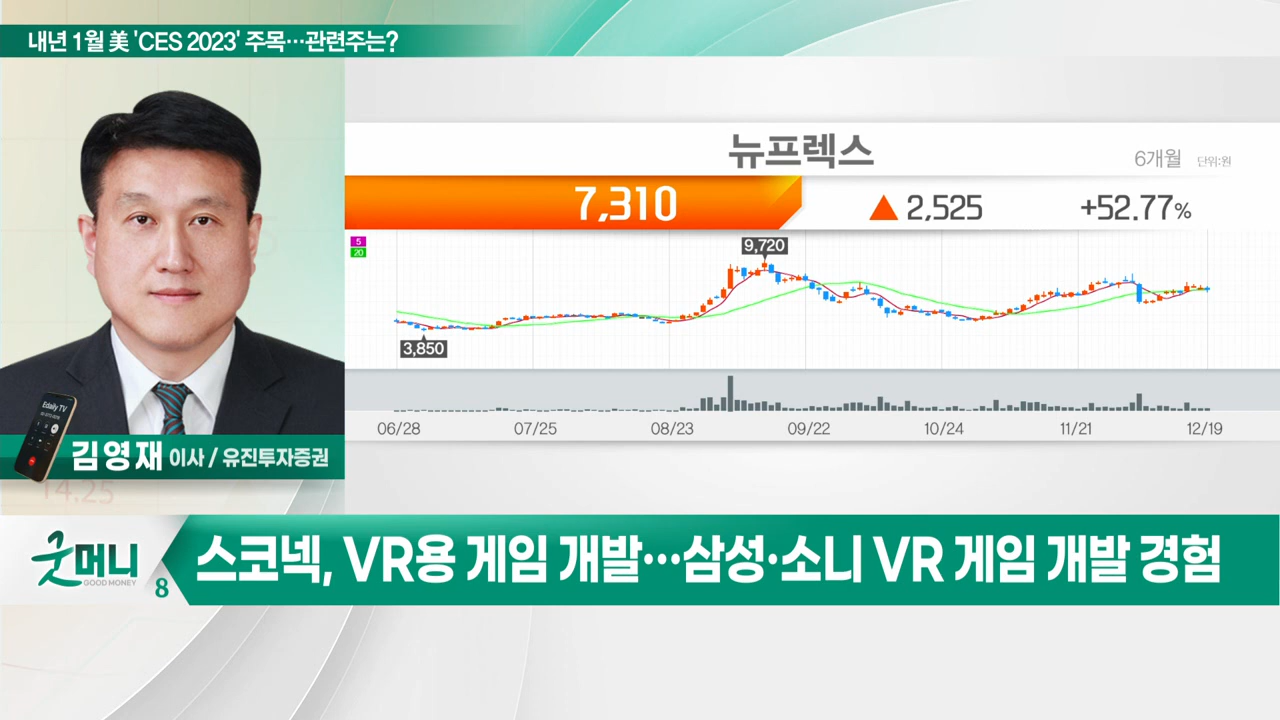 내년 1월 美 'CES 2023' 주목…관련주는?
뉴프렉스
6개월 단위:원
7,310 ▲ 2,525 +52.77%
5
20
9,720
3,850
06/28 07/25 08/23 09/22 10/24 11/21 12/19
Edaily TV
김영재 이사 / 유진투자증권
14.25
굿머니
GOOD MONEY
8
스코넥, VR용 게임 개발…삼성·소니 VR 게임 개발 경험